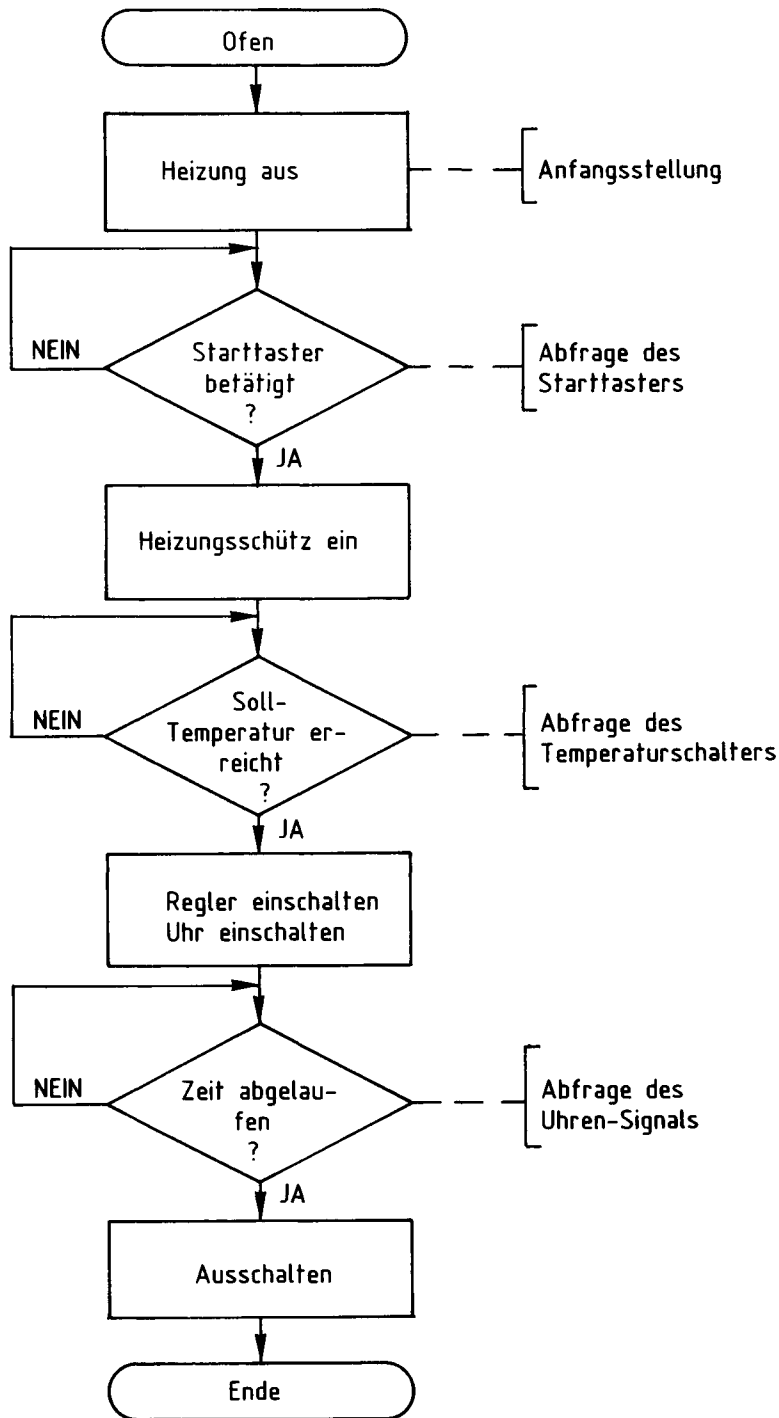 Ofen
Heizung aus
Anfangsstellung
NEIN
Starttaster
betätigt
?
Abfrage des
Starttasters
JA
Heizungsschütz ein
NEIN
Soll-
Temperatur er-
reicht
?
Abfrage des
Temperaturschalters
JA
Regler einschalten
Uhr einschalten
NEIN
Zeit abgelau-
fen
?
Abfrage des
Uhren-Signals
JA
Ausschalten
Ende